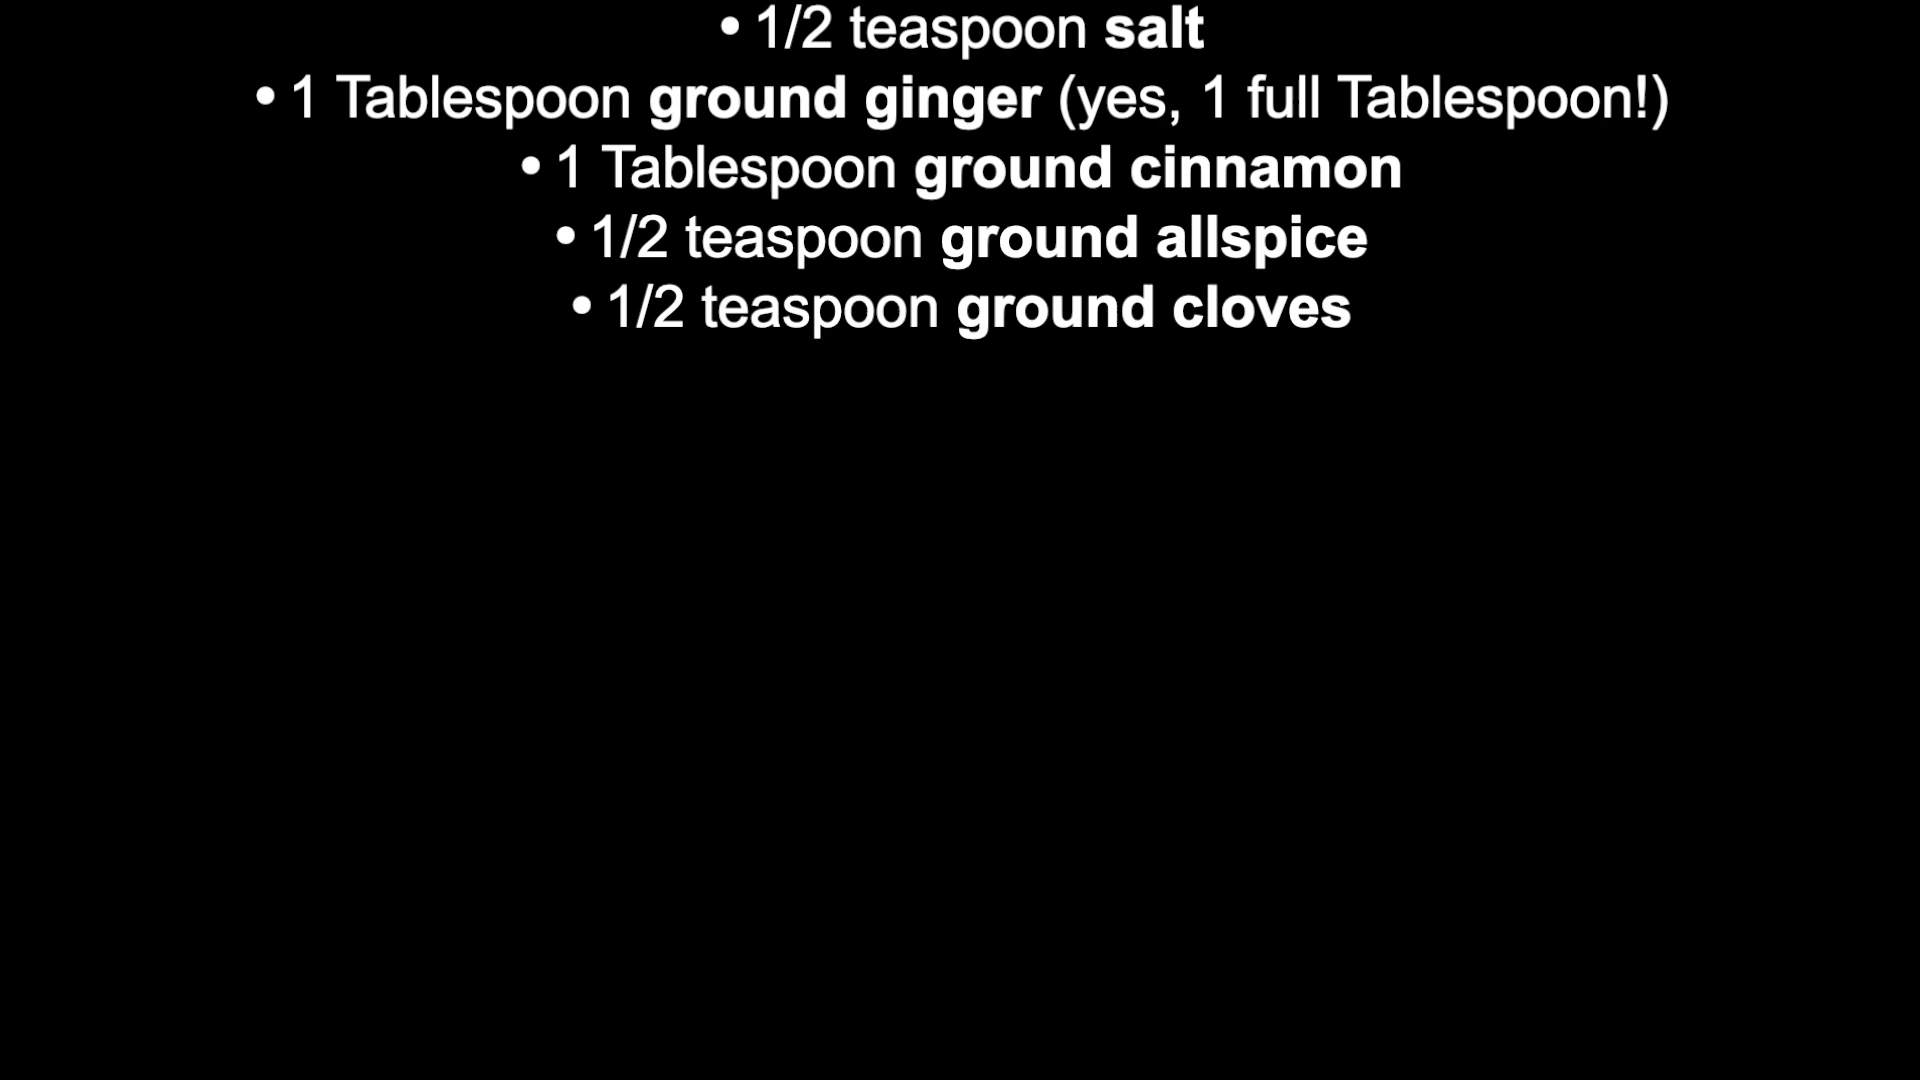 • 1/2 teaspoon salt
• 1 Tablespoon ground ginger (yes, 1 full Tablespoon!)
• 1 Tablespoon ground cinnamon
• 1/2 teaspoon ground allspice
• 1/2 teaspoon ground cloves